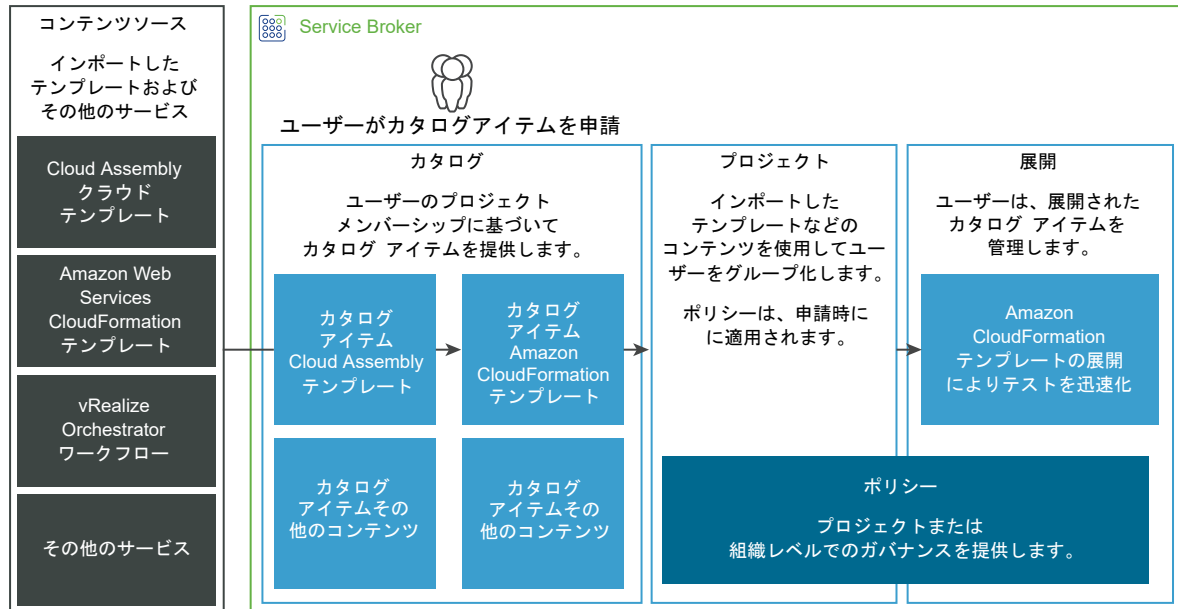 コンテンツソース
インポートした
テンプレートおよび
その他のサービス
Cloud Assembly
クラウド
テンプレート
Amazon Web
Services
CloudFormation
テンプレート
vRealize
Orchestrator
ワークフロー
その他のサービス
Service Broker
ユーザーがカタログアイテムを申請
カタログ
ユーザーのプロジェクト
メンバーシップに基づいて
カタログ アイテムを提供します。
カタログ
アイテム
Cloud Assembly
テンプレート
カタログ
アイテム
Amazon
CloudFormation
テンプレート
カタログ
アイテムその
他のコンテンツ
カタログ
アイテムその
他のコンテンツ
プロジェクト
インポートした
テンプレートなどの
コンテンツを使用してユー
ザーをグループ化します。
ポリシーは、申請時に
に適用されます。
展開
ユーザーは、展開された
カタログ アイテムを
管理します。
Amazon
CloudFormation
テンプレートの展開
によりテストを迅速化
ポリシー
プロジェクトまたは
組織レベルでのガバナンスを提供します。